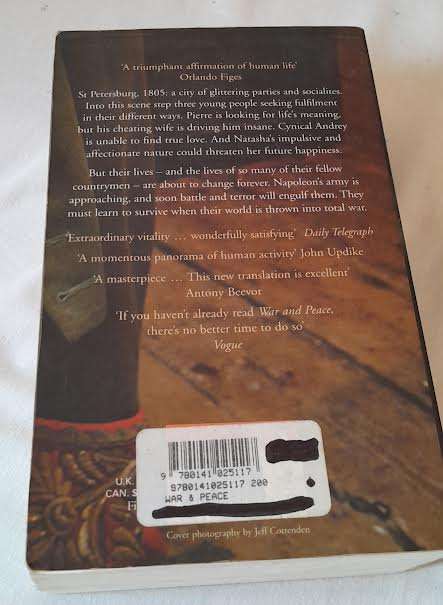 'A triumphant affirmation of human life'
Orlando Figes
St Petersburg, 1805: a city of glittering parties and socialites.
Into this scene step three young people seeking fulfilment
in their different ways. Pierre is looking for life's meaning,
but his cheating wife is driving him insane. Cynical Andrey
is unable to find true love. And Natasha's impulsive and
affectionate nature could threaten her future happiness.
But their lives – and the lives of so many of their fellow
countrymen – are about to change forever. Napoleon's army is
approaching, and soon battle and terror will engulf them. They
must learn to survive when their world is thrown into total war.
'Extraordinary vitality … wonderfully satisfying' Daily Telegraph
'A momentous panorama of human activity' John Updike
'A masterpiece … This new translation is excellent'
Antony Beevor
'If you haven't already read War and Peace,
there's no better time to do so'
Vogue
9 780141 025117
9780141025117 200
WAR & PEACE
U.K.
CAN.
Cover photography by Jeff Cottenden